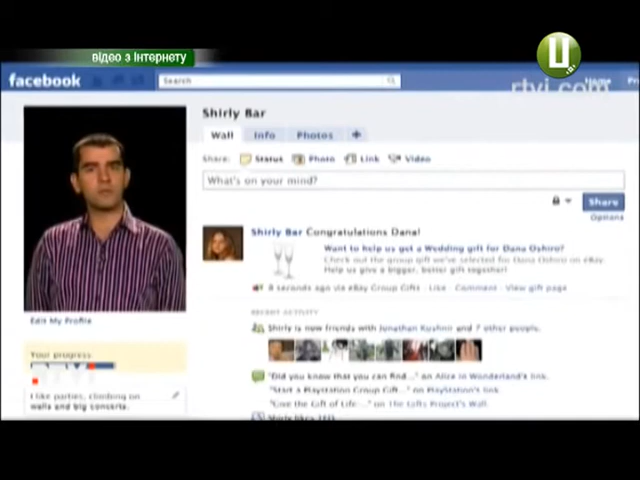 відео з інтернету
Ц
facebook
Search
Home
rtvi.com
Shirly Bar
Wall
Info
Photos
Share:
Status
Photo
Link
Video
What's on your mind?
Share
Options
Shirly Bar Congratulations Dana!
Want to help us get a Wedding gift for Dana Oshiro?
Check out the group gift we've selected for Dana Oshiro on eBay.
Help us give a bigger, better gift together!
8 seconds ago via eBay Group Gifts · Like · Comment · View gift page
RECENT ACTIVITY
Shirly is now friends with Jonathan Kushnir and 7 other people.
"Did you know that you can find..." on Alice in Wonderland's link.
"Start a Playstation Group Gift..." on PlayStation's link.
"Give the Gift of Life:..." on The Gifts Project's Wall.
Shirly likes TED
Edit My Profile
Your progress
I like parties, climbing on
walls and big concerts.